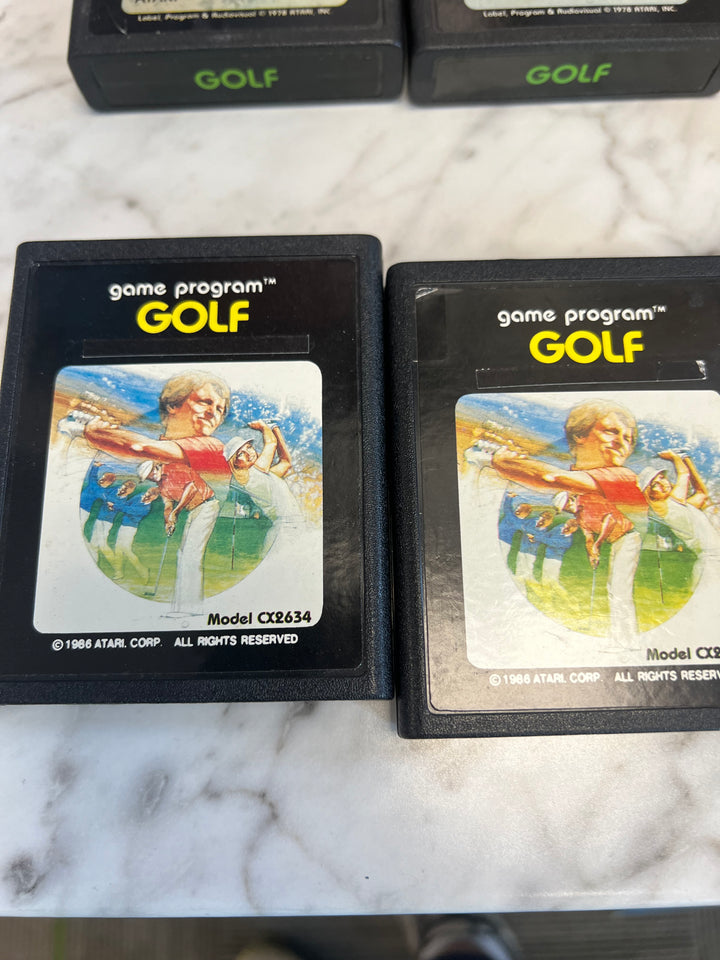 Label, Program & Audiovisual © 1978 ATARI, INC.
GOLF
Program & Audiovisual © 1978 ATARI, INC.
GOLF
game program™
GOLF
Model CX2634
© 1986 ATARI. CORP. ALL RIGHTS RESERVED
game program™
GOLF
Model CX2
© 1986 ATARI. CORP. ALL RIGHTS RESERV